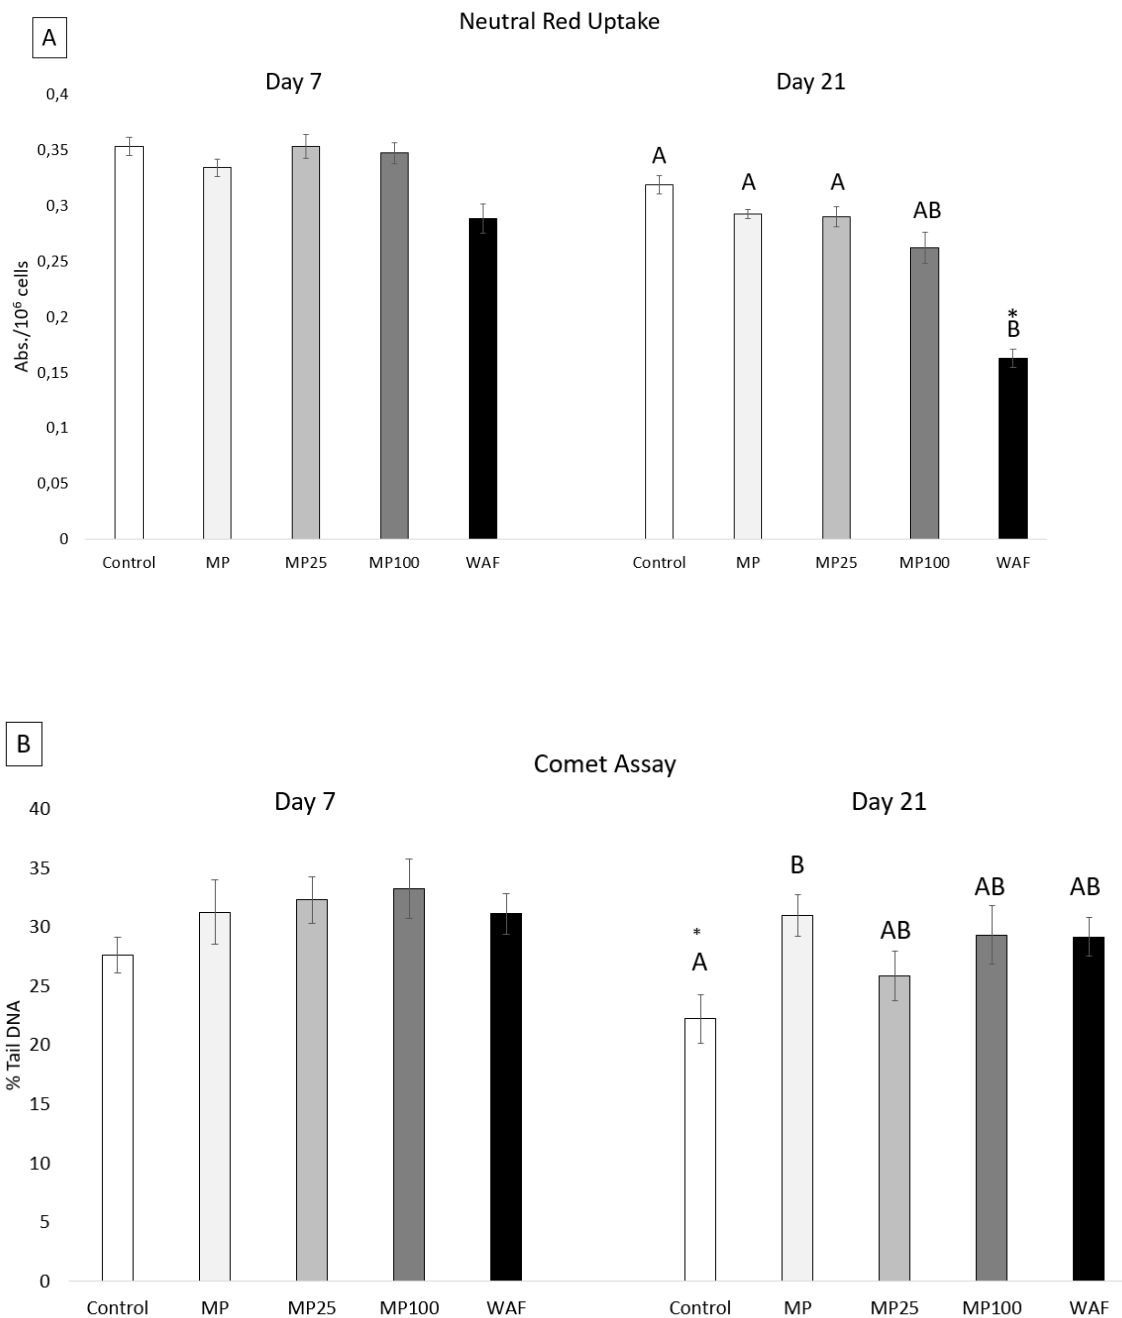 Neutral Red Uptake
A
Day 7
Day 21
Abs./10⁶ cells
0,4
0,35
0,3
0,25
0,2
0,15
0,1
0,05
0
A
A
A
AB
*
B
Control MP MP25 MP100 WAF
Control MP MP25 MP100 WAF
B
Comet Assay
Day 7
Day 21
% Tail DNA
40
35
30
25
20
15
10
5
0
*
A
B
AB
AB
AB
Control MP MP25 MP100 WAF
Control MP MP25 MP100 WAF